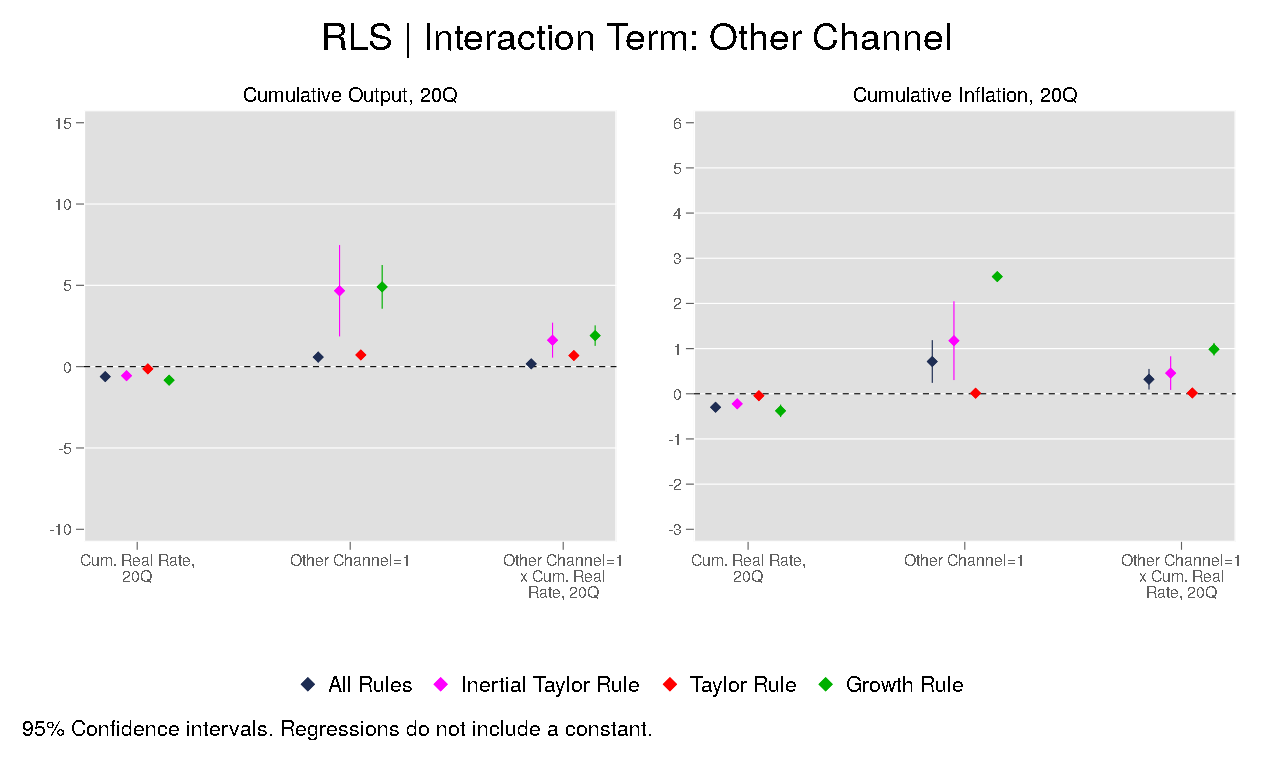 RLS | Interaction Term: Other Channel
Cumulative Output, 20Q
15
10
5
0
-5
-10
Cum. Real Rate,
20Q
Other Channel=1
Other Channel=1
x Cum. Real
Rate, 20Q
Cumulative Inflation, 20Q
6
5
4
3
2
1
0
-1
-2
-3
Cum. Real Rate,
20Q
Other Channel=1
Other Channel=1
x Cum. Real
Rate, 20Q
All Rules
Inertial Taylor Rule
Taylor Rule
Growth Rule
95% Confidence intervals. Regressions do not include a constant.